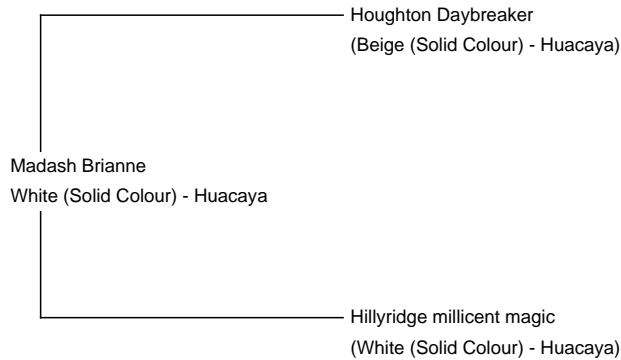 Houghton Daybreaker
(Beige (Solid Colour) - Huacaya)
Madash Brianne
White (Solid Colour) - Huacaya
Hillyridge millicent magic
(White (Solid Colour) - Huacaya)